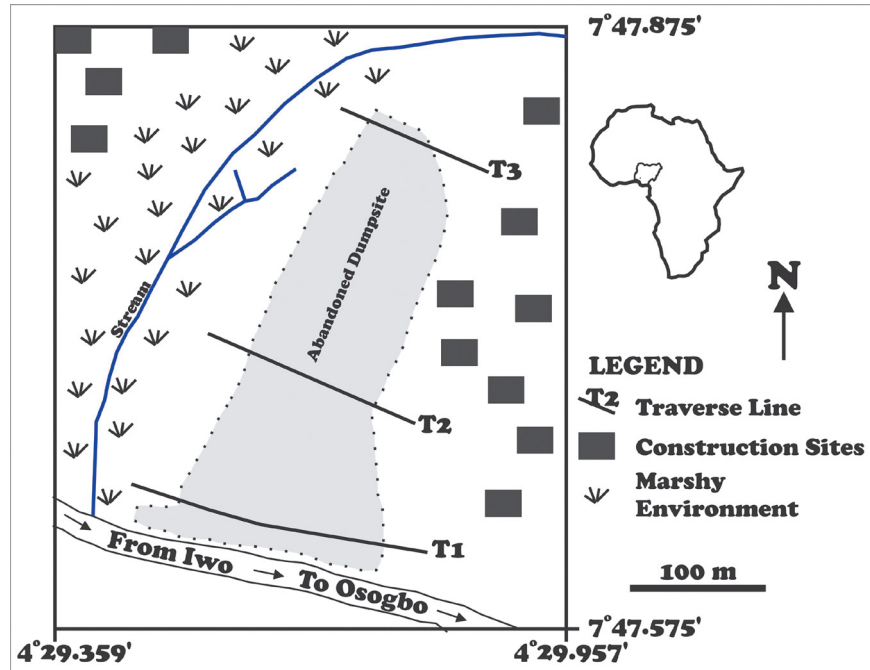 7°47.875'
T3
Abandoned Dumpsite
Stream
N
LEGEND
T2
Traverse Line
T2
Construction Sites
Marshy
Environment
T1
From Iwo
To Osogbo
100 m
7°47.575'
4°29.359'
4°29.957'